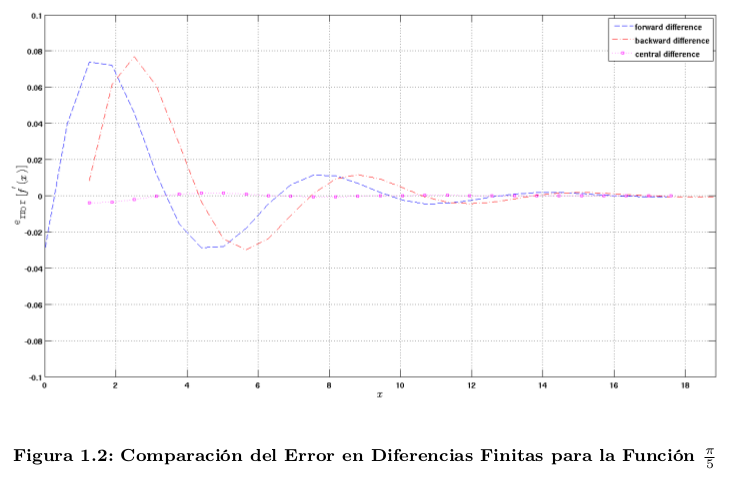 0.1
0.08
0.06
0.04
0.02
0
-0.02
-0.04
-0.06
-0.08
-0.1
error [f'(x)]
0 2 4 6 8 10 12 14 16 18
x
forward difference
backward difference
central difference
Figura 1.2: Comparación del Error en Diferencias Finitas para la Función π/5